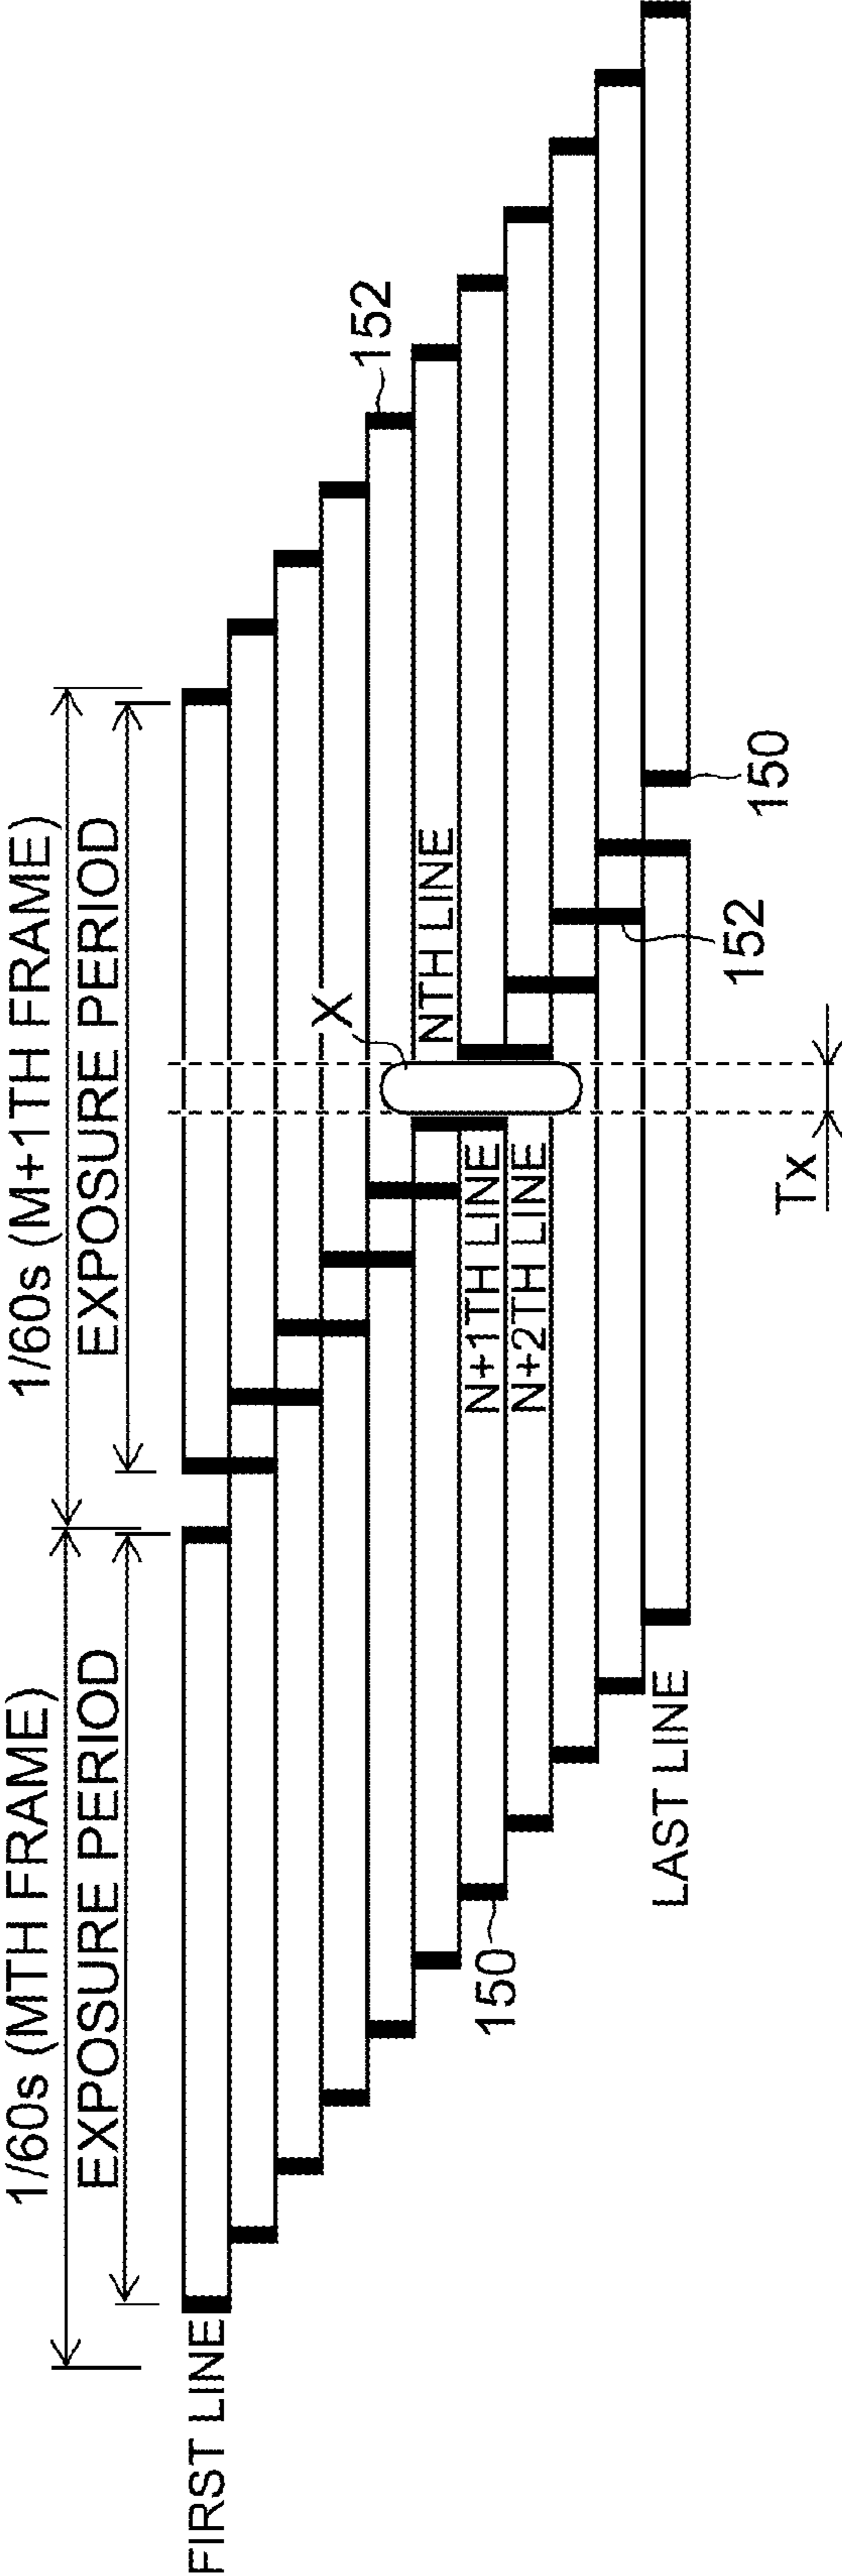 1/60s (MTH FRAME)
1/60s (M+1TH FRAME)
EXPOSURE PERIOD
EXPOSURE PERIOD
FIRST LINE
152
X
NTH LINE
N+1TH LINE
N+2TH LINE
150
LAST LINE
152
150
Tx